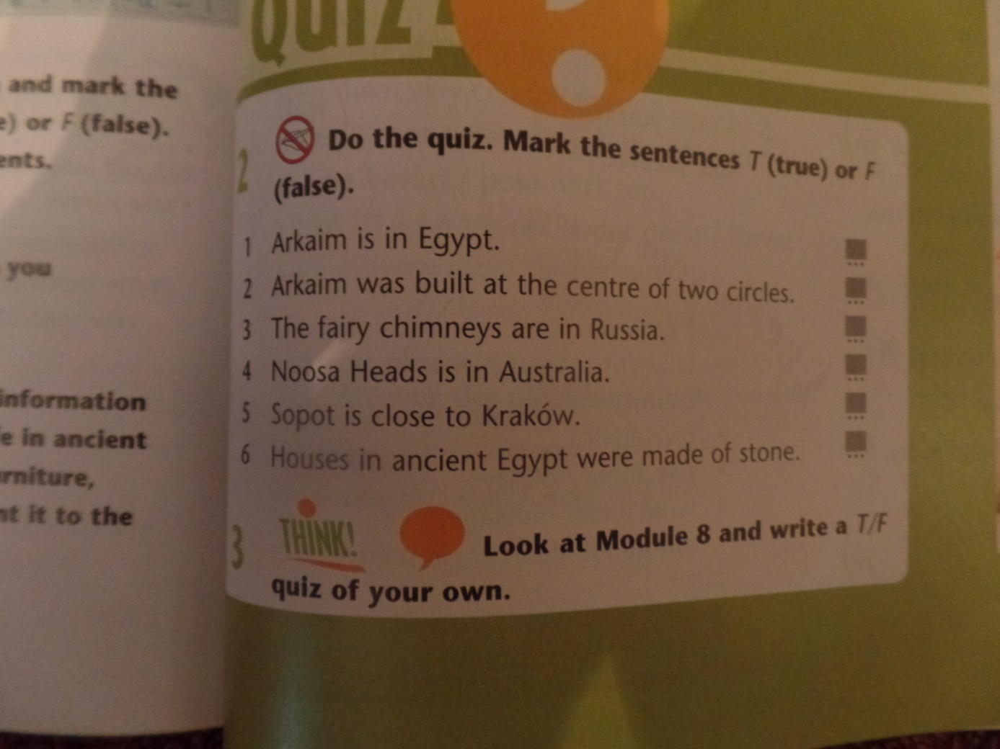 and mark the
or F (false).
QUIZ
2 Do the quiz. Mark the sentences T (true) or F
(false).
you
1 Arkaim is in Egypt.
2 Arkaim was built at the centre of two circles.
3 The fairy chimneys are in Russia.
4 Noosa Heads is in Australia.
5 Sopot is close to Kraków.
6 Houses in ancient Egypt were made of stone.
information
in ancient
it to the
3 THINK! Look at Module 8 and write a T/F
quiz of your own.